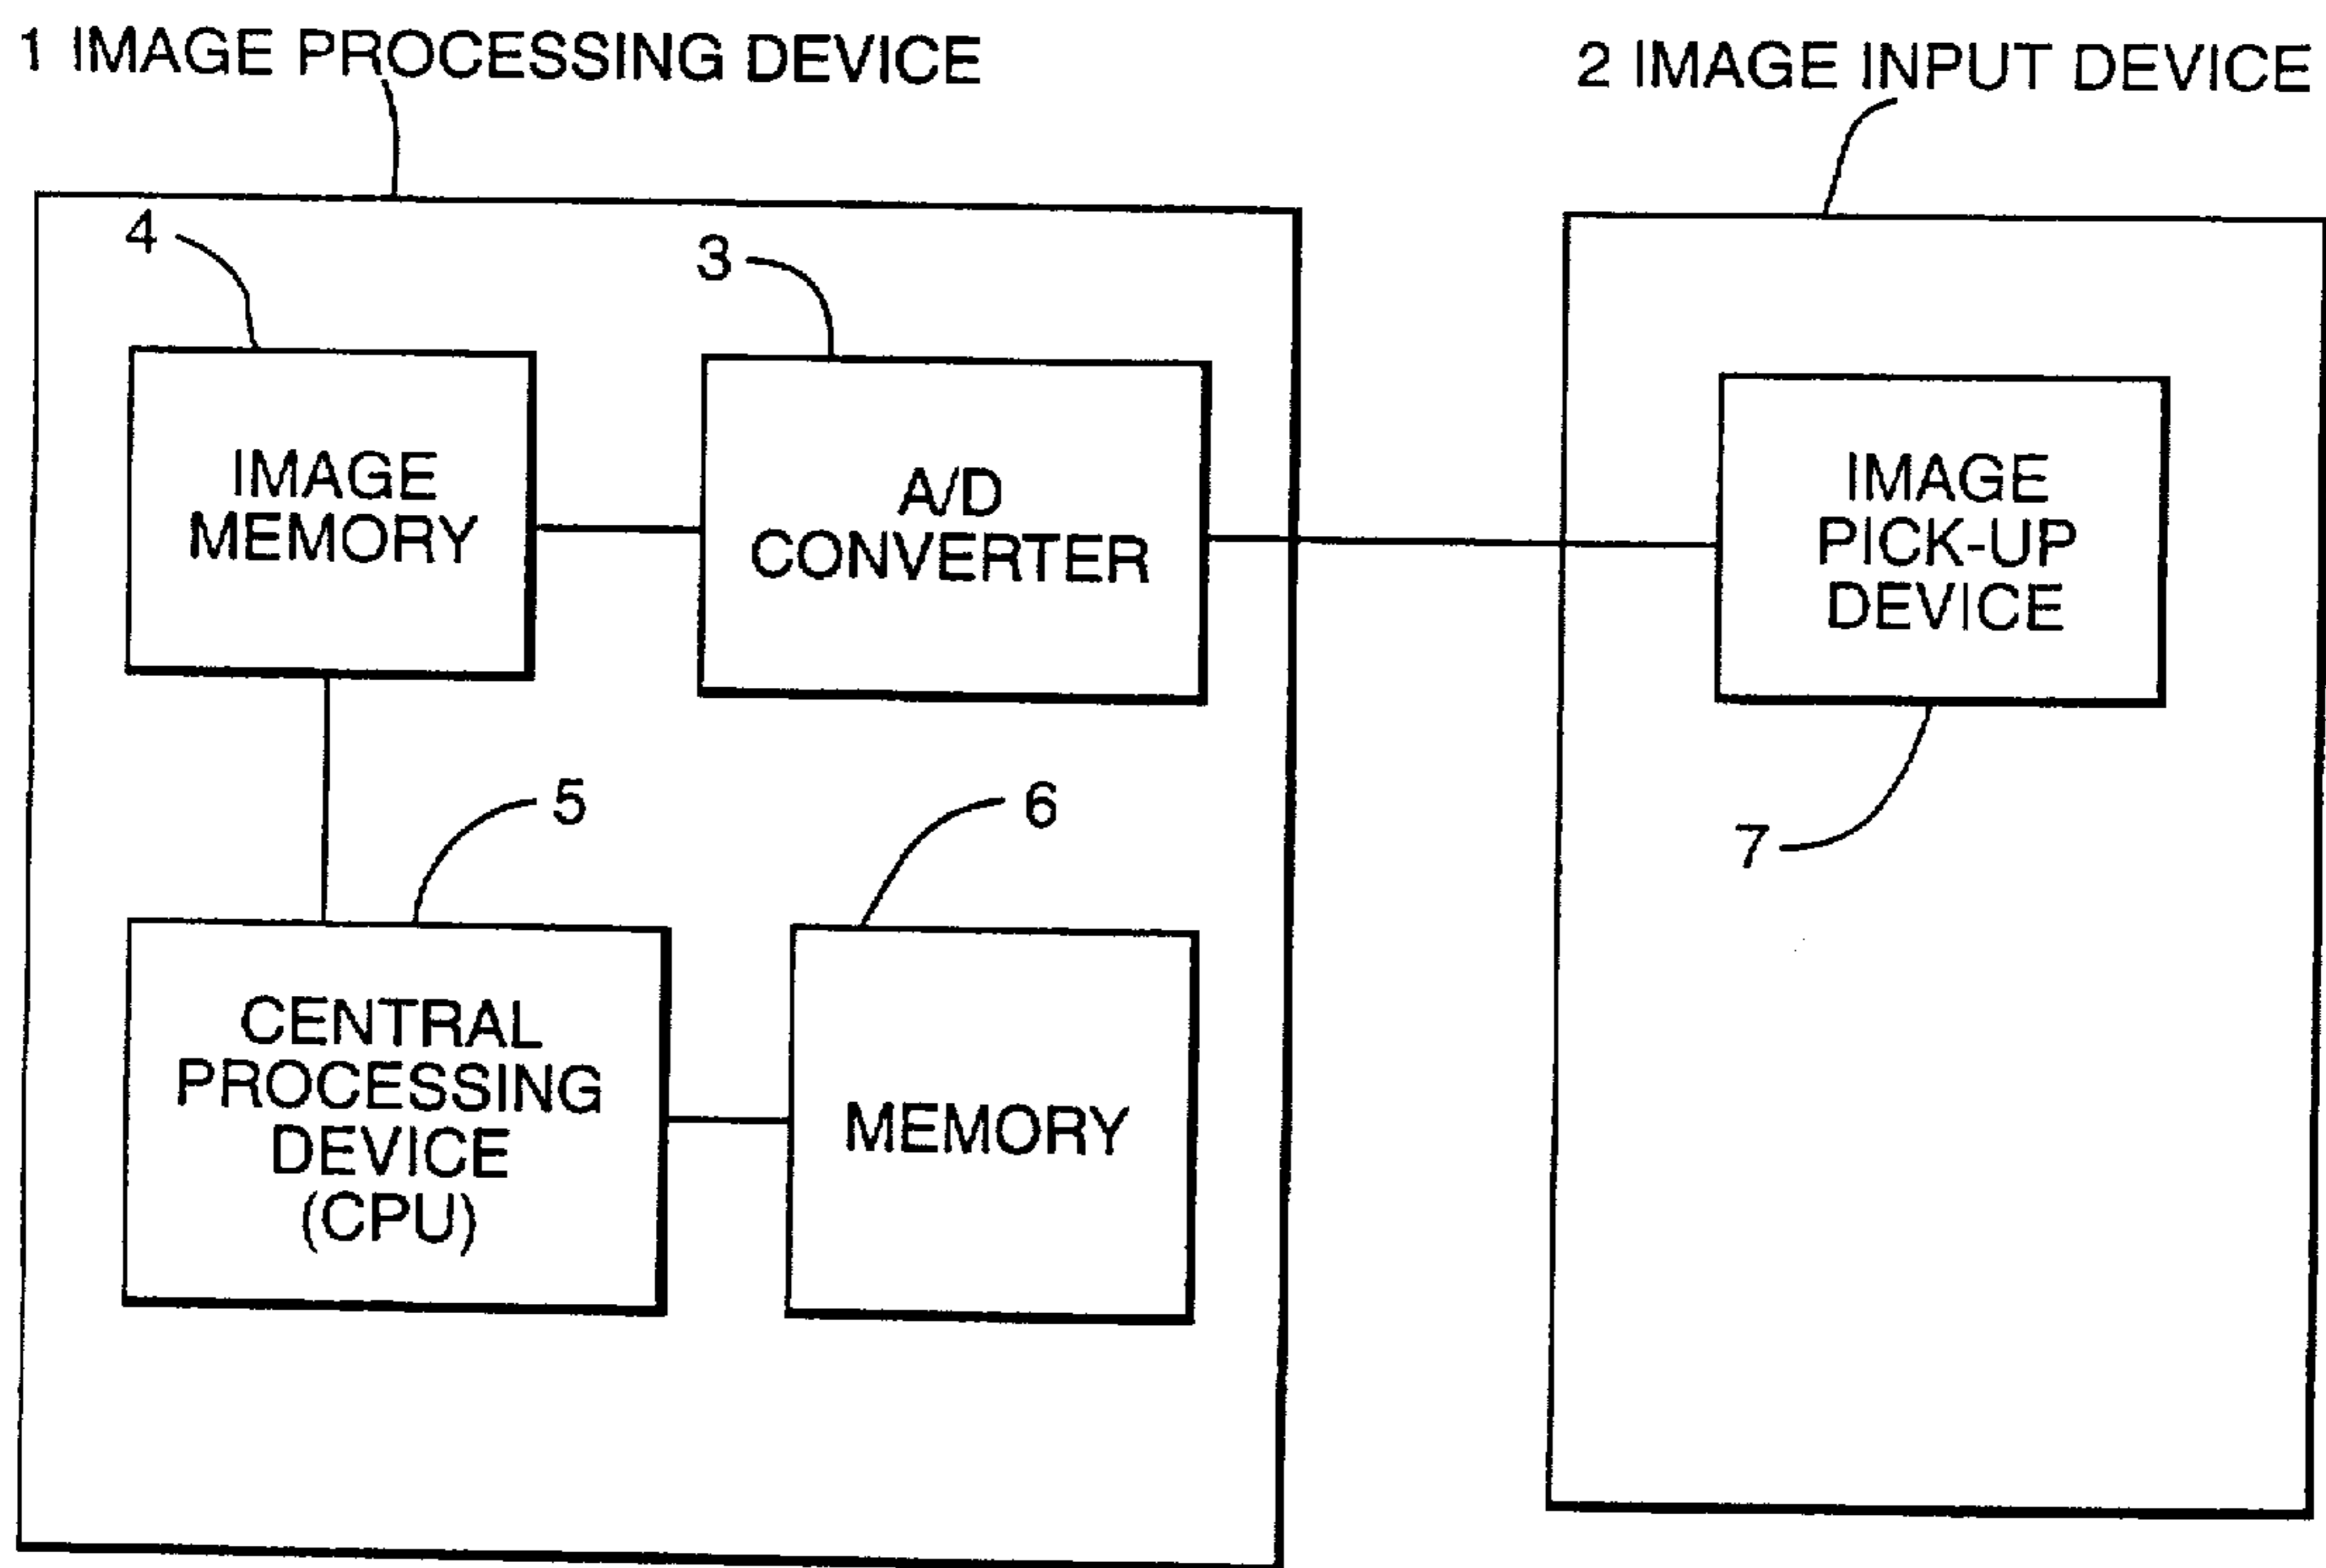 1 IMAGE PROCESSING DEVICE
2 IMAGE INPUT DEVICE
4
3
IMAGE
MEMORY
A/D
CONVERTER
IMAGE
PICK-UP
DEVICE
5
6
7
CENTRAL
PROCESSING
DEVICE
(CPU)
MEMORY